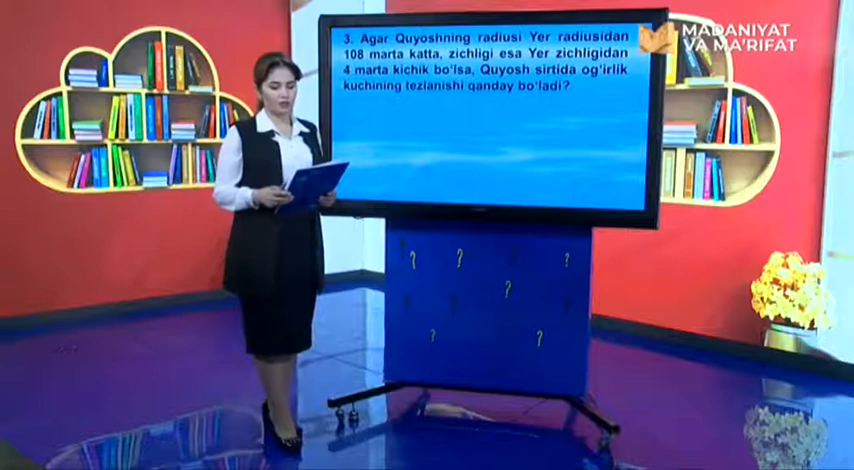 3. Agar Quyoshning radiusi Yer radiusidan
108 marta katta, zichligi esa Yer zichligidan
4 marta kichik bo'lsa, Quyosh sirtida og'irlik
kuchining tezlanishi qanday bo'ladi?
MADANIYAT
VA MA'RIFAT
? ? ?
?
? ?